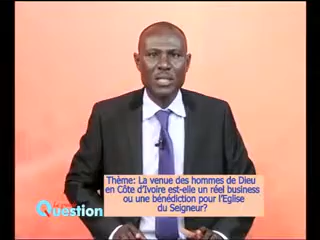 Thème: La venue des hommes de Dieu
en Côte d'Ivoire est-elle un réel business
ou une bénédiction pour l'Eglise
du Seigneur?
Question